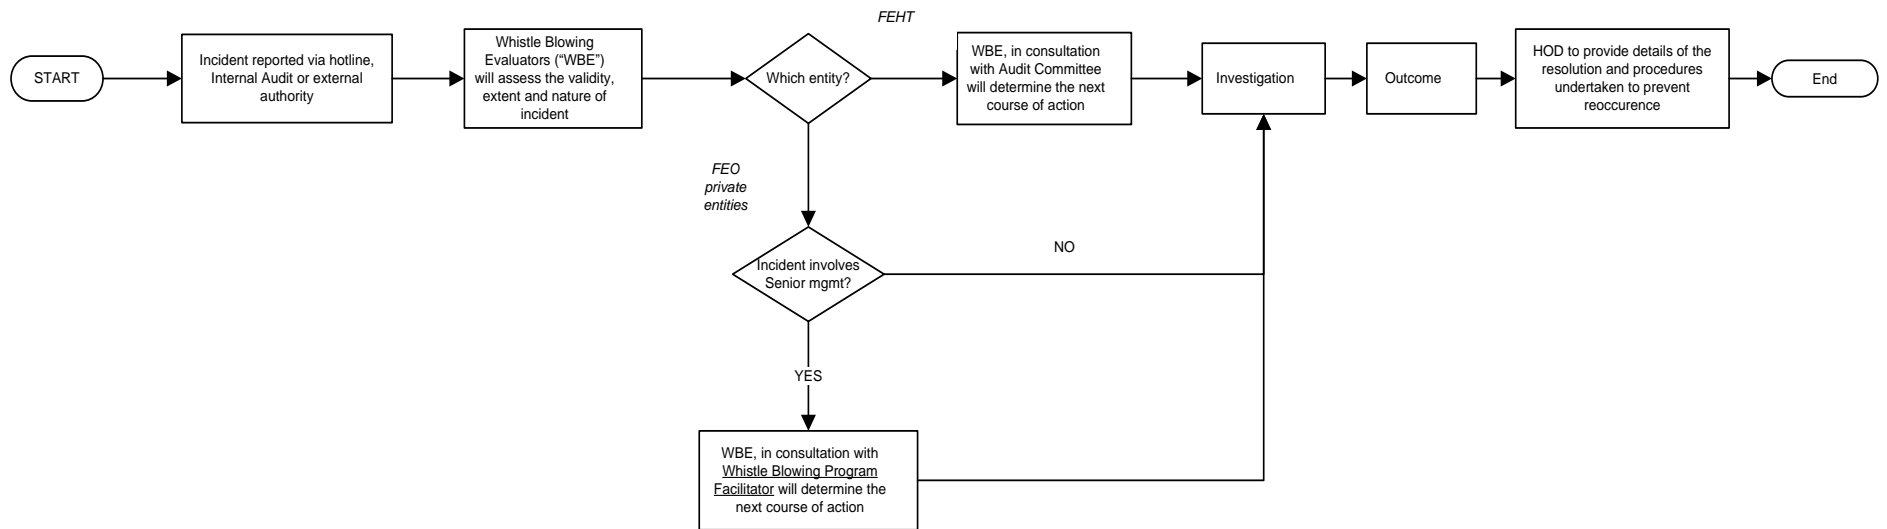 FEHT
START
Incident reported via hotline,
Internal Audit or external
authority
Whistle Blowing
Evaluators (“WBE”)
will assess the validity,
extent and nature of
incident
Which entity?
WBE, in consultation
with Audit Committee
will determine the next
course of action
Investigation
Outcome
HOD to provide details of the
resolution and procedures
undertaken to prevent
reoccurence
End
FEO
private
entities
Incident involves
Senior mgmt?
NO
YES
WBE, in consultation with
Whistle Blowing Program
Facilitator will determine the
next course of action